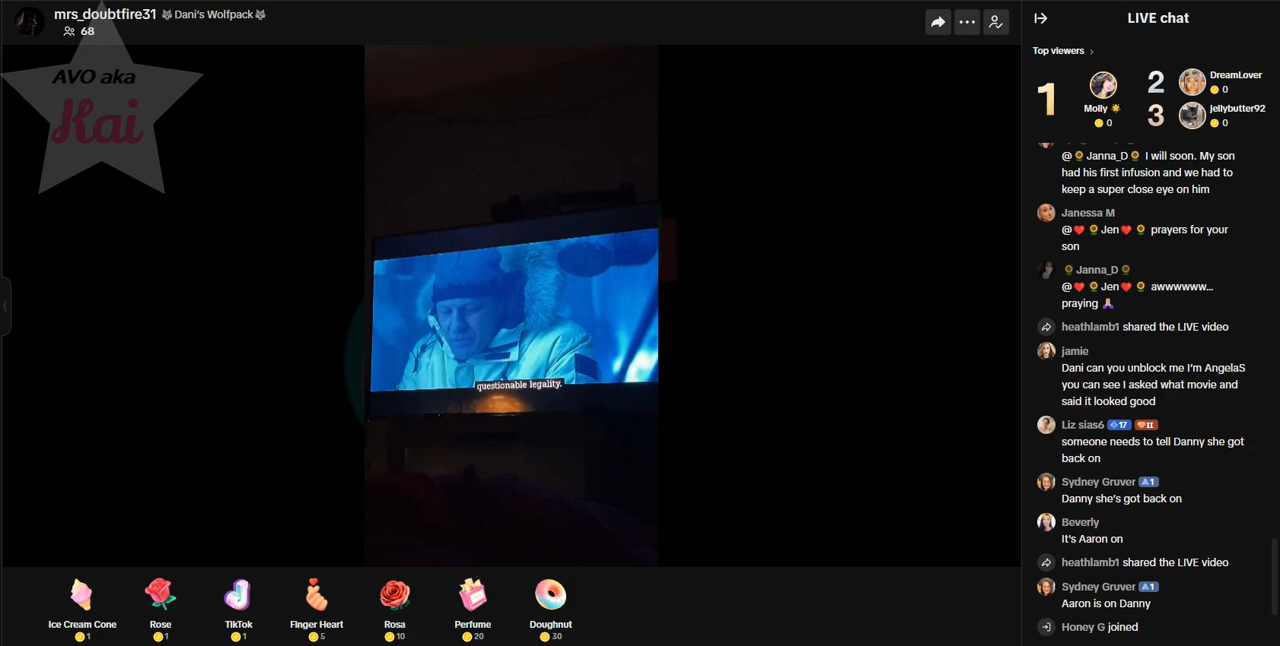 mrs_doubtfire31 🐺Dani's Wolfpack🐺
68
AVO aka
Kai
questionable legality.
Ice Cream Cone
1
Rose
1
TikTok
1
Finger Heart
5
Rosa
10
Perfume
20
Doughnut
30
LIVE chat
Top viewers >
1
Molly ☀️
0
2
DreamLover
0
3
jellybutter92
0
@🌻Janna_D🌻 I will soon. My son
had his first infusion and we had to
keep a super close eye on him
Janessa M
@❤️🌻Jen❤️🌻 prayers for your
son
🌻Janna_D🌻
@❤️🌻Jen❤️🌻 awwwwww...
praying 🙏🏼
heathlamb1 shared the LIVE video
jamie
Dani can you unblock me I'm AngelaS
you can see I asked what movie and
said it looked good
Liz sias6 17 II
someone needs to tell Danny she got
back on
Sydney Gruver 1
Danny she's got back on
Beverly
It's Aaron on
heathlamb1 shared the LIVE video
Sydney Gruver 1
Aaron is on Danny
Honey G joined